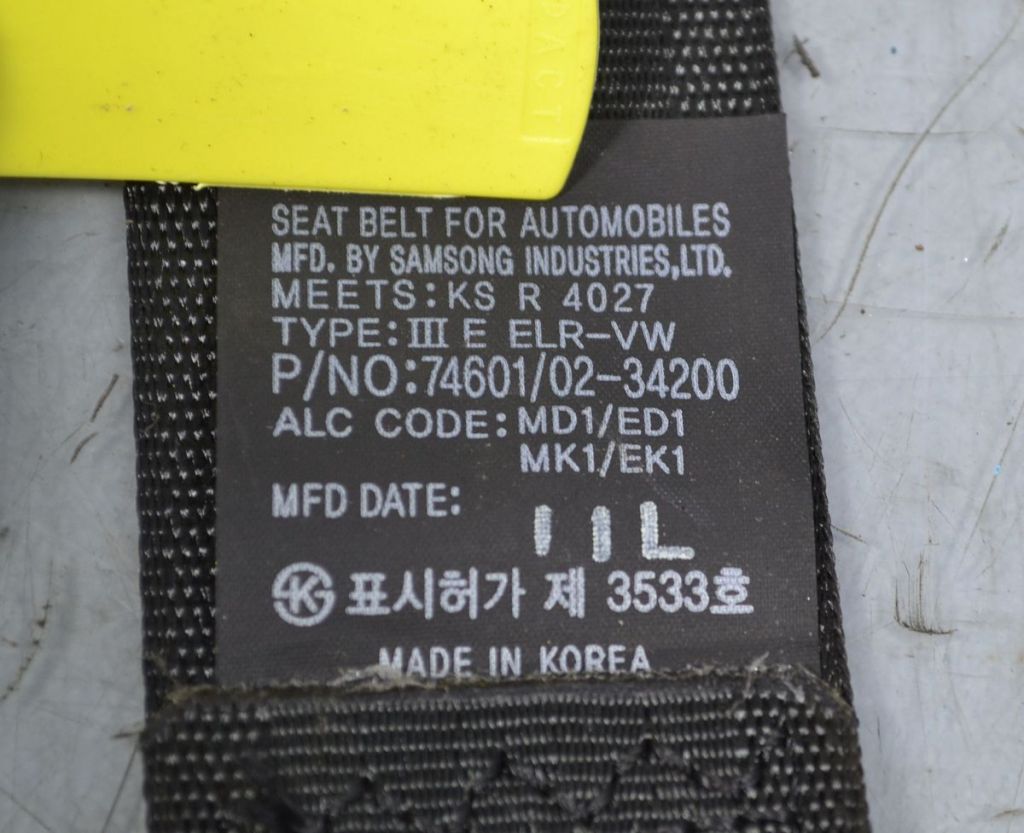 DACT
SEAT BELT FOR AUTOMOBILES
MFD. BY SAMSONG INDUSTRIES,LTD.
MEETS:KS R 4027
TYPE:III E ELR-VW
P/NO:74601/02-34200
ALC CODE:MD1/ED1
MK1/EK1
MFD DATE:
11L
K 표시허가 제 3533호
MADE IN KOREA